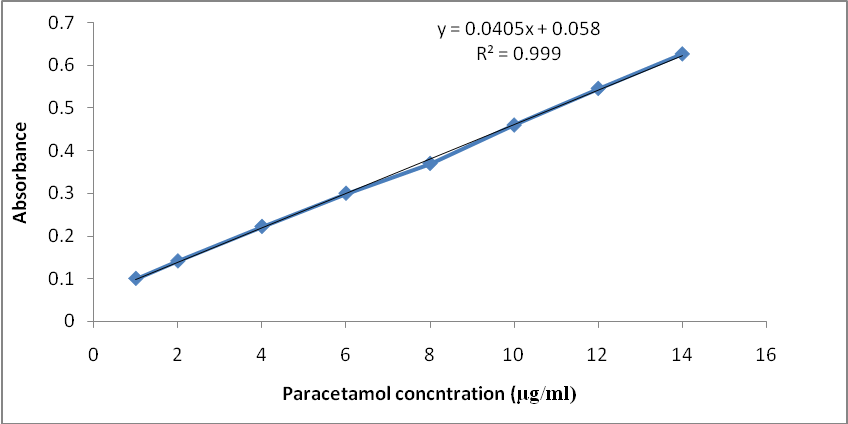 y = 0.0405x + 0.058
R² = 0.999
0.7
0.6
0.5
0.4
0.3
0.2
0.1
0
Absorbance
0 2 4 6 8 10 12 14 16
Paracetamol concntration (µg/ml)